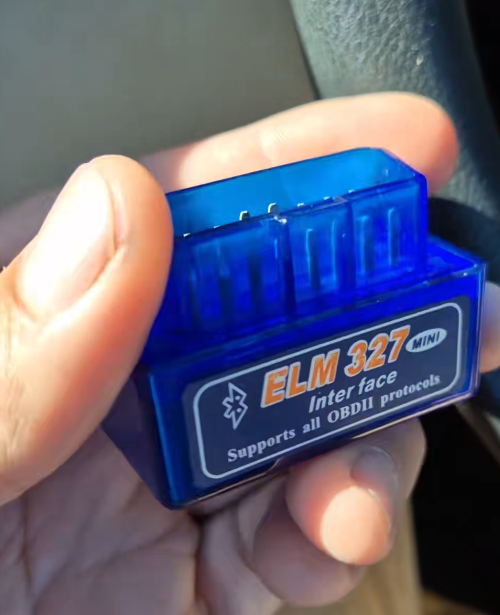 ELM 327 MINI
Inter face
Supports all OBDII protocols